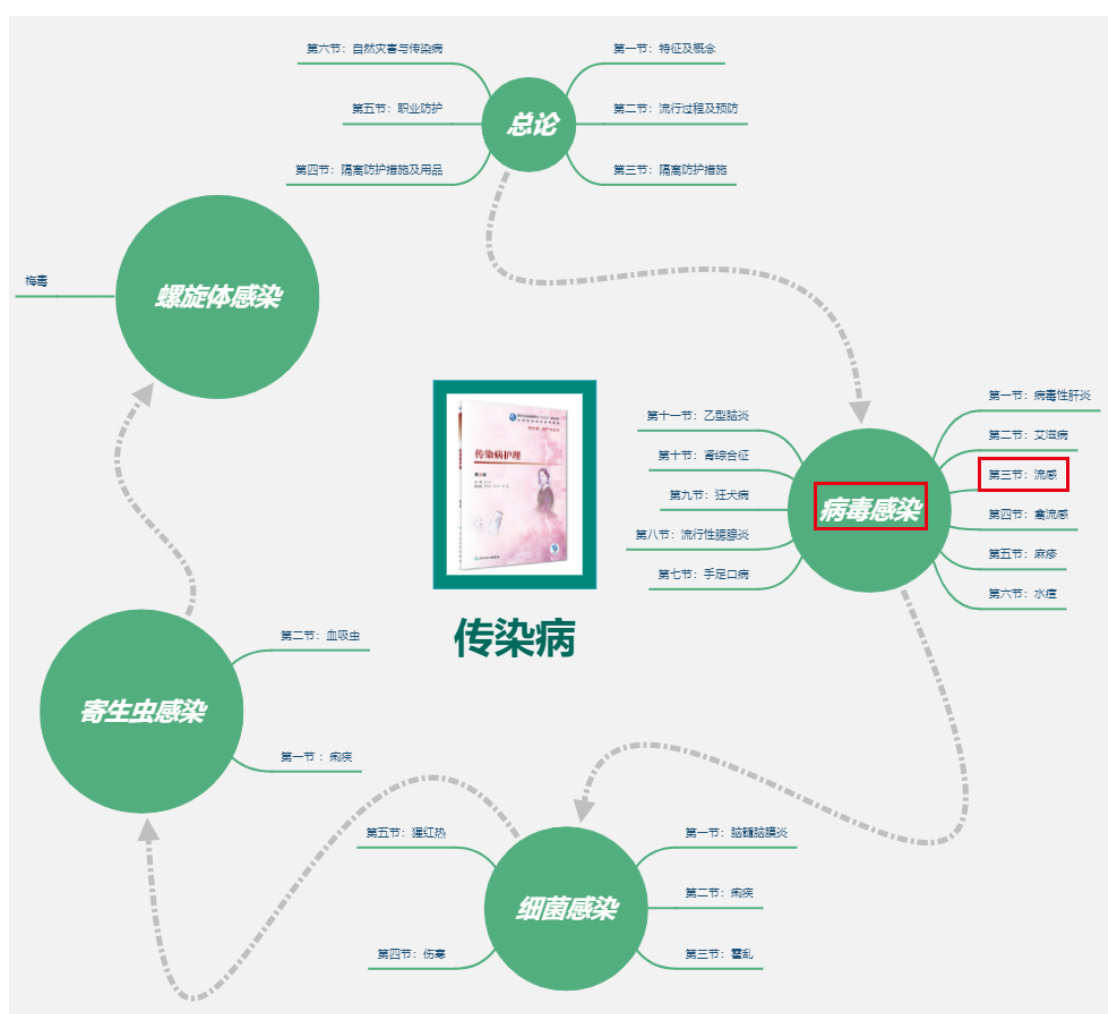 总论
第一节：特征及概念
第二节：流行过程及预防
第三节：隔离防护措施
第四节：隔离防护措施及用品
第五节：职业防护
第六节：自然灾害与传染病
病毒感染
第一节：病毒性肝炎
第二节：艾滋病
第三节：流感
第四节：禽流感
第五节：麻疹
第六节：水痘
第七节：手足口病
第八节：流行性腮腺炎
第九节：狂犬病
第十节：肾综合征
第十一节：乙型脑炎
细菌感染
第一节：脑髓脑膜炎
第二节：痢疾
第三节：霍乱
第四节：伤寒
第五节：猩红热
寄生虫感染
第一节 ：痢疾
第二节：血吸虫
螺旋体感染
梅毒
传染病护理
传染病